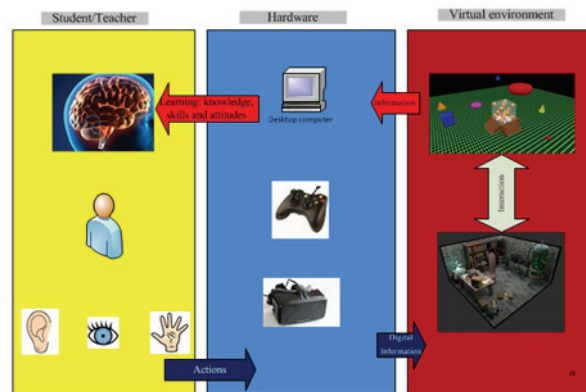 Student/Teacher
Hardware
Virtual environment
Learning: knowledge,
skills and attitudes
Desktop computer
Information
Interaction
Actions
Digital
Information